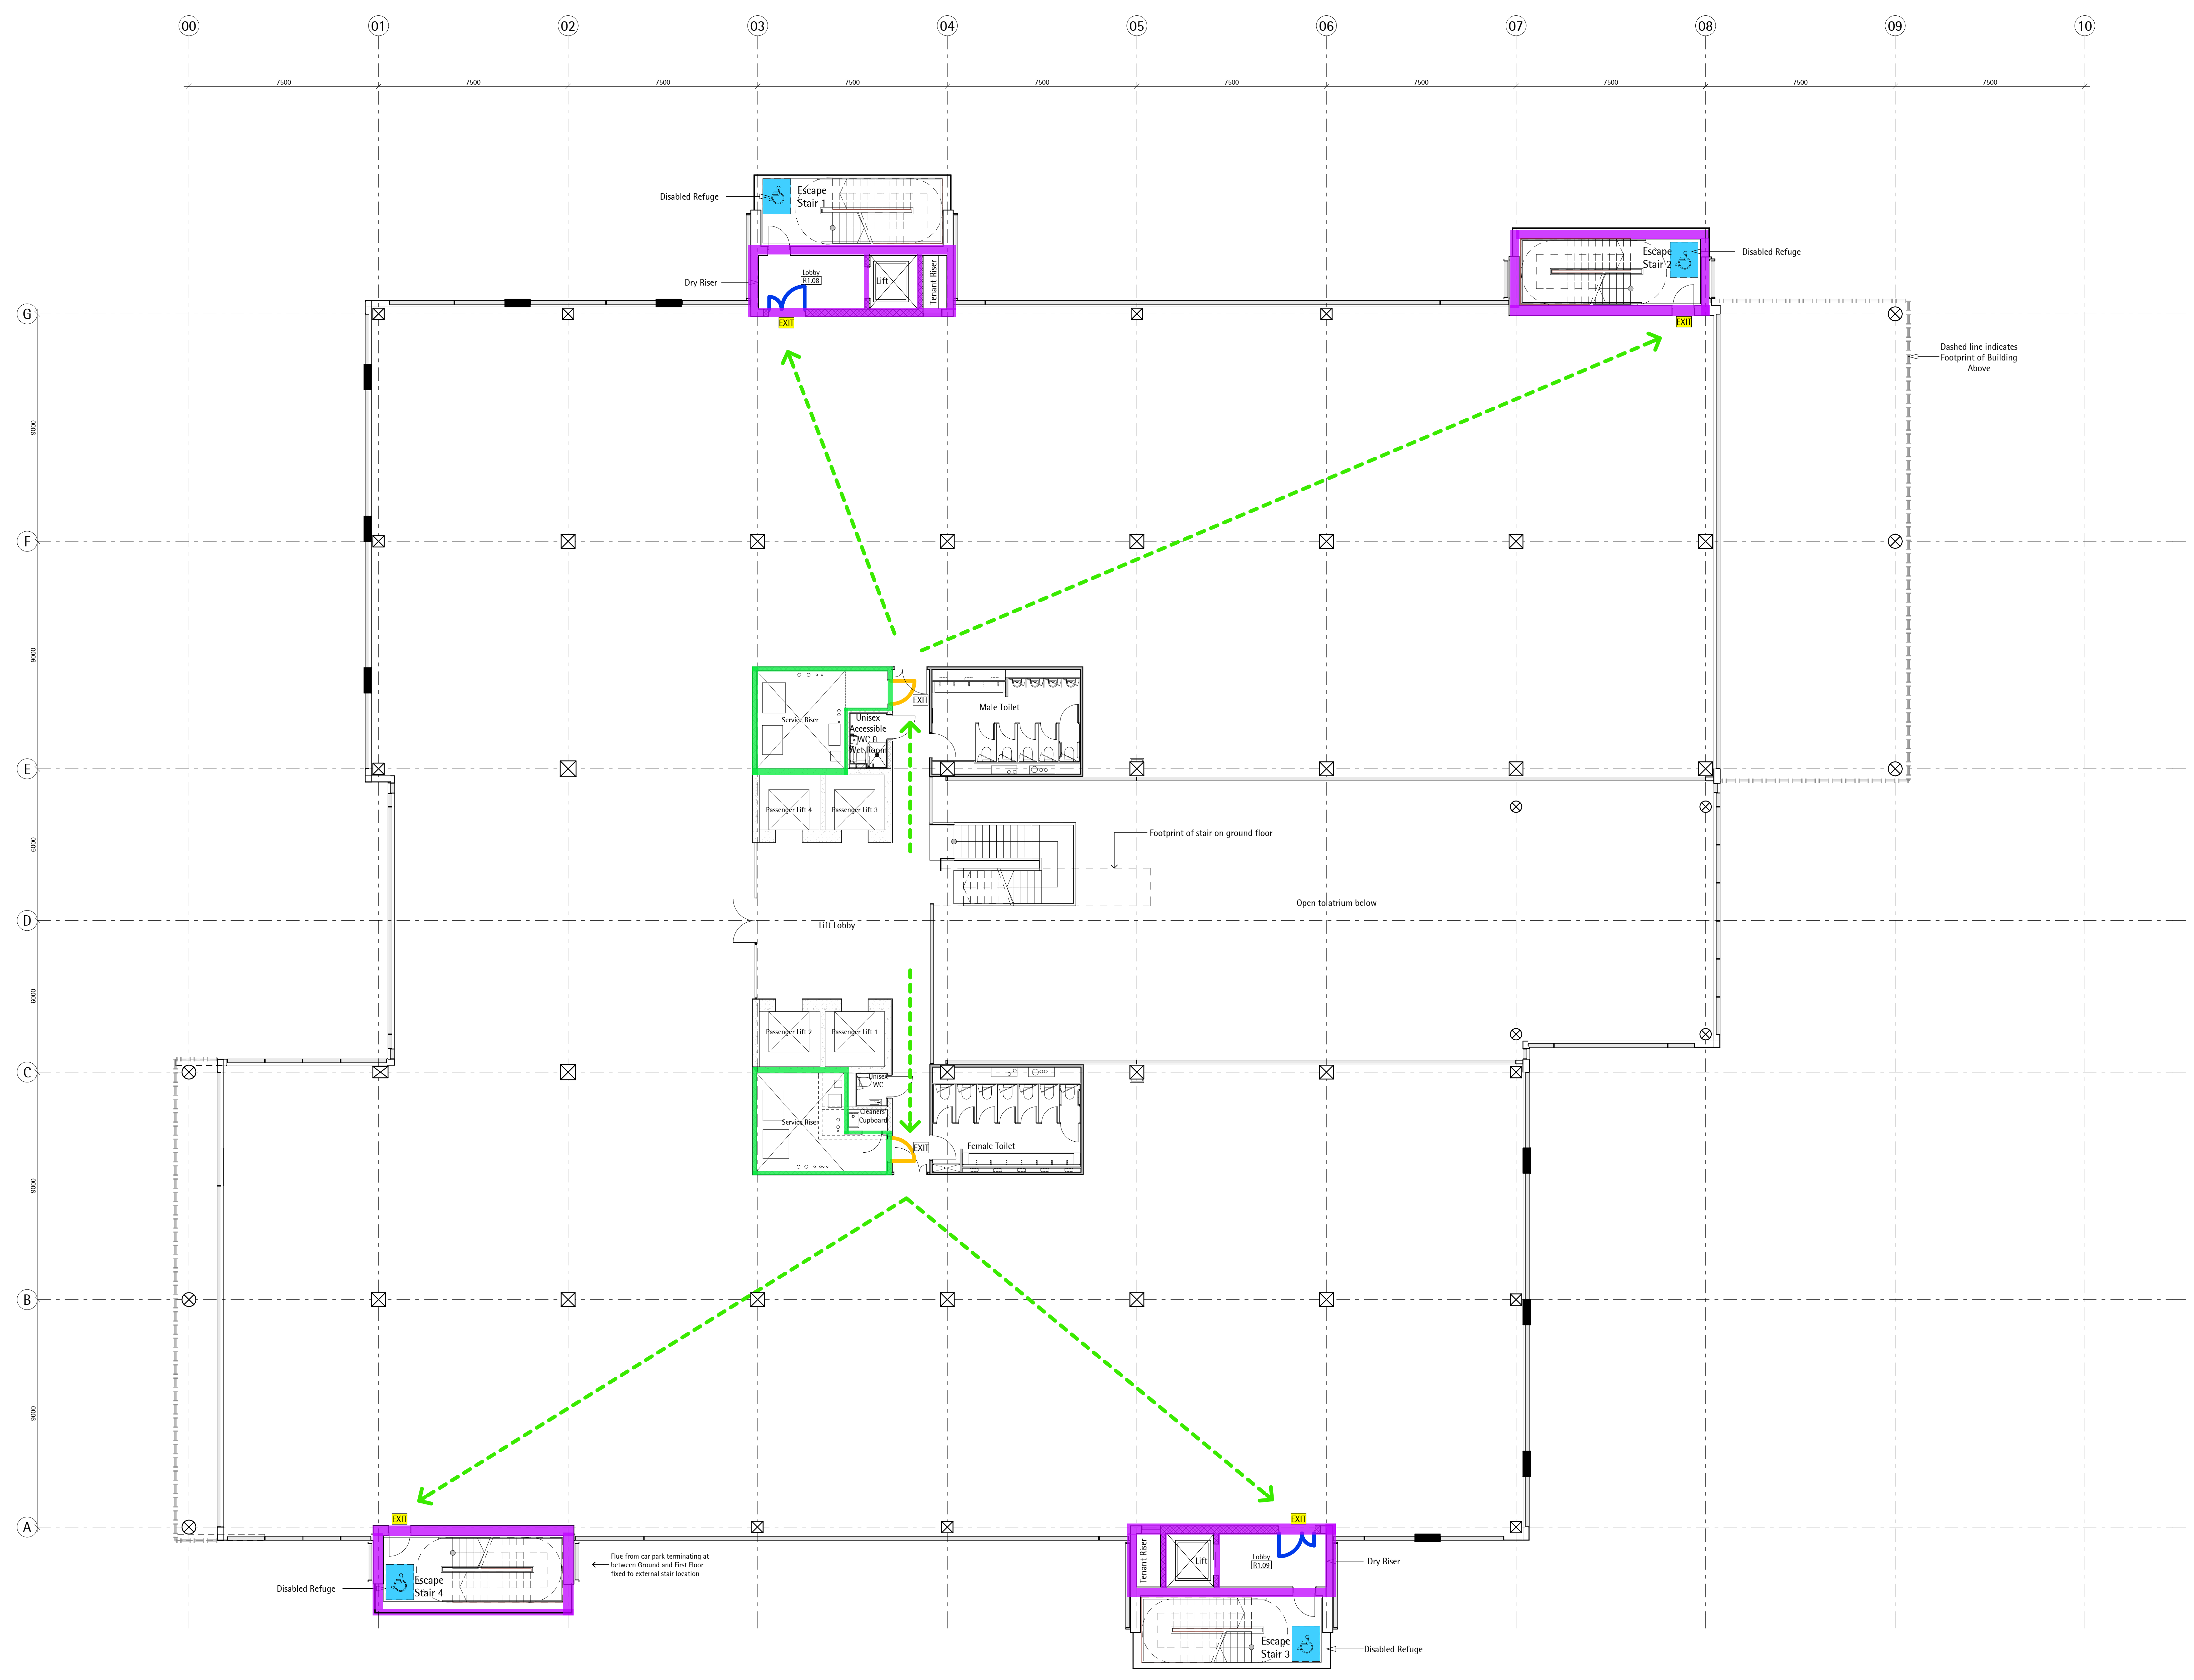 00 01 02 03 04 05 06 07 08 09 10
7500 7500 7500 7500 7500 7500 7500 7500 7500 7500
Disabled Refuge
Escape
Stair 1
Dry Riser
Lobby
R1.08
Lift
Tenant Riser
EXIT
Escape
Stair 2
Disabled Refuge
EXIT
G
Dashed line indicates
Footprint of Building
Above
9000
F
9000
Service Riser
EXIT
Unisex
Accessible
WC &
Wet Room
Male Toilet
E
Passenger Lift 4
Passenger Lift 3
6000
Footprint of stair on ground floor
Open to atrium below
D
Lift Lobby
6000
Passenger Lift 2
Passenger Lift 1
C
Unisex
WC
Cleaners'
Cupboard
Service Riser
EXIT
Female Toilet
9000
B
9000
A
EXIT
Disabled Refuge
Escape
Stair 4
Flue from car park terminating at
between Ground and First Floor
fixed to external stair location
EXIT
Tenant Riser
Lift
Lobby
R1.09
Dry Riser
Escape
Stair 3
Disabled Refuge